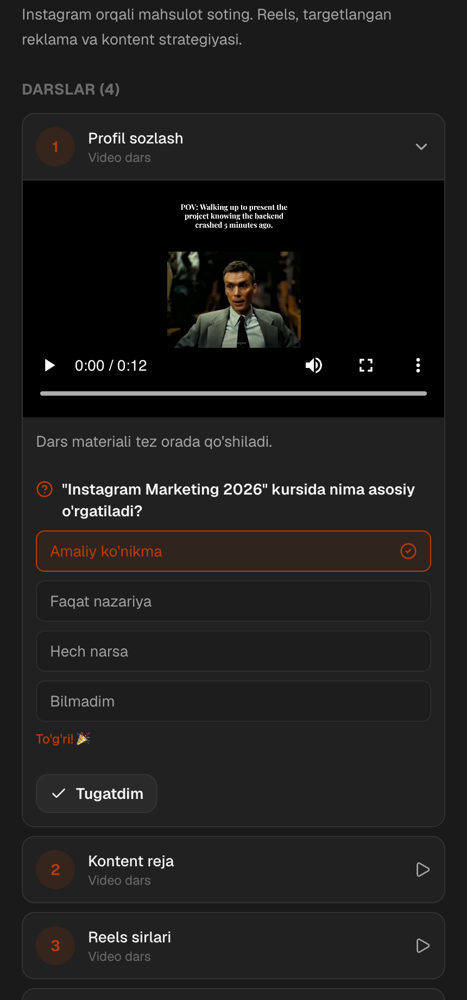 Instagram orqali mahsulot soting. Reels, targetlangan
reklama va kontent strategiyasi.
DARSLAR (4)
1
Profil sozlash
Video dars
POV: Walking up to present the
project knowing the backend
crashed 5 minutes ago.
0:00 / 0:12
Dars materiali tez orada qo'shiladi.
"Instagram Marketing 2026" kursida nima asosiy
o'rgatiladi?
Amaliy ko'nikma
Faqat nazariya
Hech narsa
Bilmadim
To'g'ri! 🎉
Tugatdim
2
Kontent reja
Video dars
3
Reels sirlari
Video dars